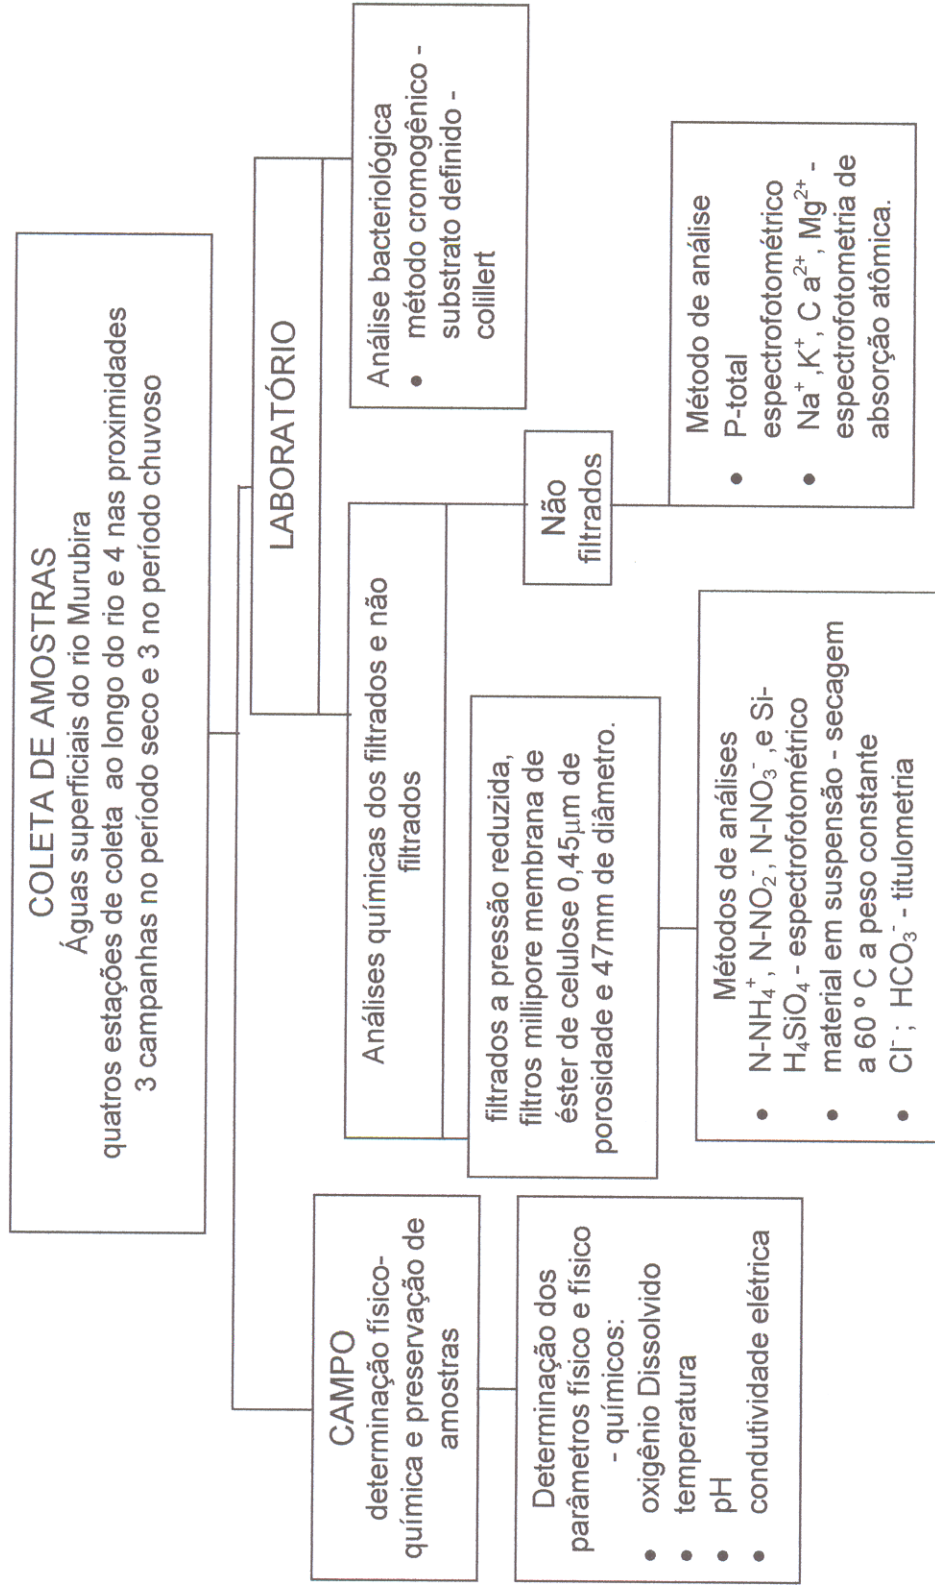 COLETA DE AMOSTRAS
Águas superficiais do rio Murubira
quatros estações de coleta ao longo do rio e 4 nas proximidades
3 campanhas no período seco e 3 no período chuvoso
CAMPO
determinação físico-
química e preservação de
amostras
Determinação dos
parâmetros físico e físico
- químicos:
• oxigênio Dissolvido
• temperatura
• pH
• condutividade elétrica
LABORATÓRIO
Análises químicas dos filtrados e não
filtrados
filtrados a pressão reduzida,
filtros millipore membrana de
éster de celulose 0,45μm de
porosidade e 47mm de diâmetro.
Métodos de análises
• N-NH₄⁺, N-NO₂⁻, N-NO₃⁻, e Si-
H₄SiO₄ - espectrofotométrico
• material em suspensão - secagem
a 60 º C a peso constante
• Cl⁻; HCO₃⁻ - titulometria
Não
filtrados
Método de análise
• P-total
espectrofotométrico
• Na⁺,K⁺, C a²⁺, Mg²⁺ -
espectrofotometria de
absorção atômica.
Análise bacteriológica
• método cromogênico -
substrato definido -
colillert